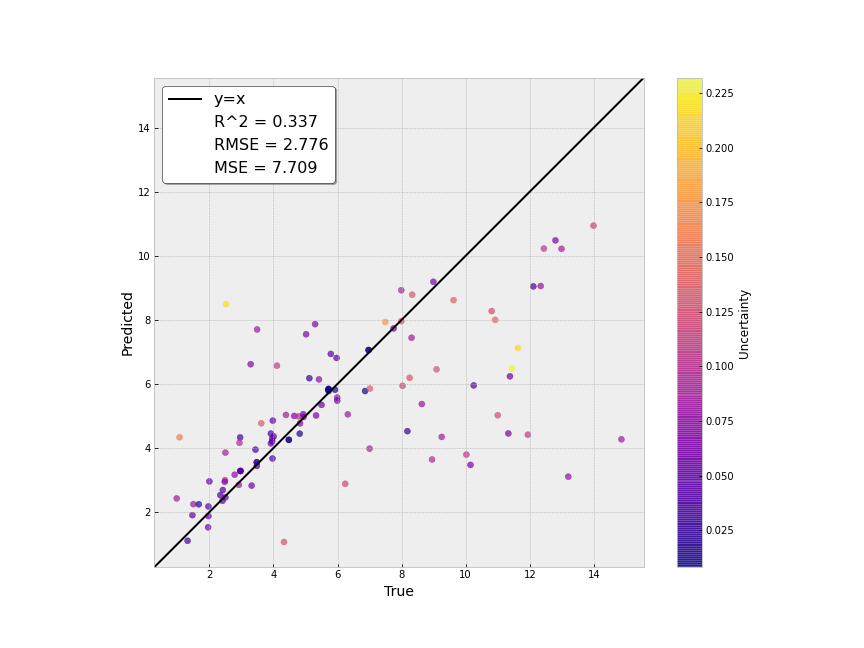 y=x
R^2 = 0.337
RMSE = 2.776
MSE = 7.709
14
12
10
8
6
4
2
Predicted
2 4 6 8 10 12 14
True
0.225
0.200
0.175
0.150
0.125
0.100
0.075
0.050
0.025
Uncertainty